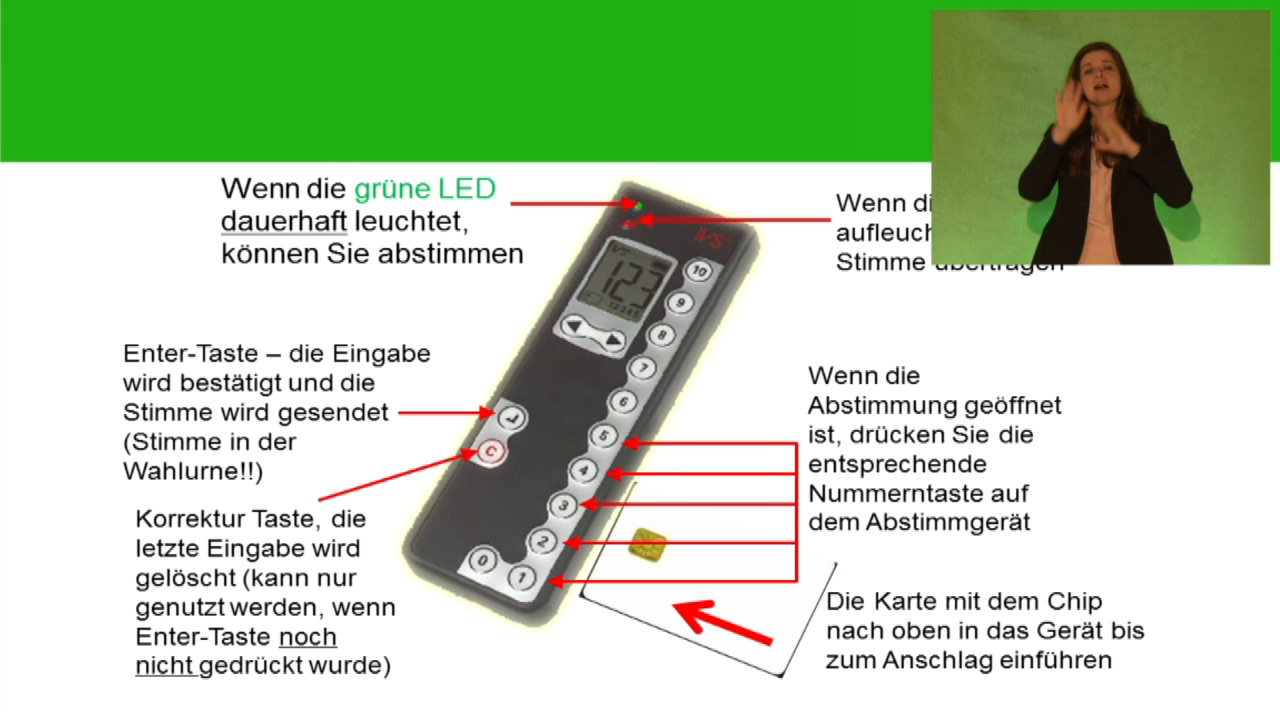 Wenn die grüne LED
dauerhaft leuchtet,
können Sie abstimmen
Wenn di
aufleuch
Stimme übertragen
IVS
IVS
123
12345
10
9
8
7
6
5
4
3
2
1
0
C
Enter-Taste – die Eingabe
wird bestätigt und die
Stimme wird gesendet
(Stimme in der
Wahlurne!!)
Korrektur Taste, die
letzte Eingabe wird
gelöscht (kann nur
genutzt werden, wenn
Enter-Taste noch
nicht gedrückt wurde)
Wenn die
Abstimmung geöffnet
ist, drücken Sie die
entsprechende
Nummerntaste auf
dem Abstimmgerät
Die Karte mit dem Chip
nach oben in das Gerät bis
zum Anschlag einführen